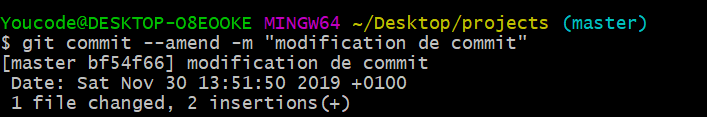 Youcode@DESKTOP-O8EOOKE MINGW64 ~/Desktop/projects (master)
$ git commit --amend -m "modification de commit"
[master bf54f66] modification de commit
 Date: Sat Nov 30 13:51:50 2019 +0100
 1 file changed, 2 insertions(+)